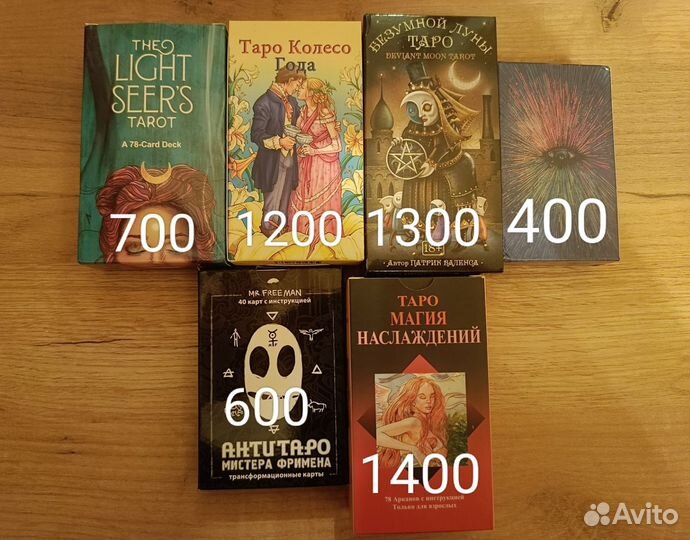 THE
LIGHT
SEER'S
TAROT
A 78-Card Deck
700
Таро Колесо
Года
1200
БЕЗУМНОЙ ЛУНЫ
ТАРО
DEVIANT MOON TAROT
1300
18+
Автор ПАТРИК ВАЛЕНСА
400
MR FREEMAN
40 карт с инструкцией
600
АНТИТАРО
МИСТЕРА ФРИМЕНА
трансформационные карты
ТАРО
МАГИЯ
НАСЛАЖДЕНИЙ
1400
78 Арканов с инструкцией
Только для взрослых
Avito